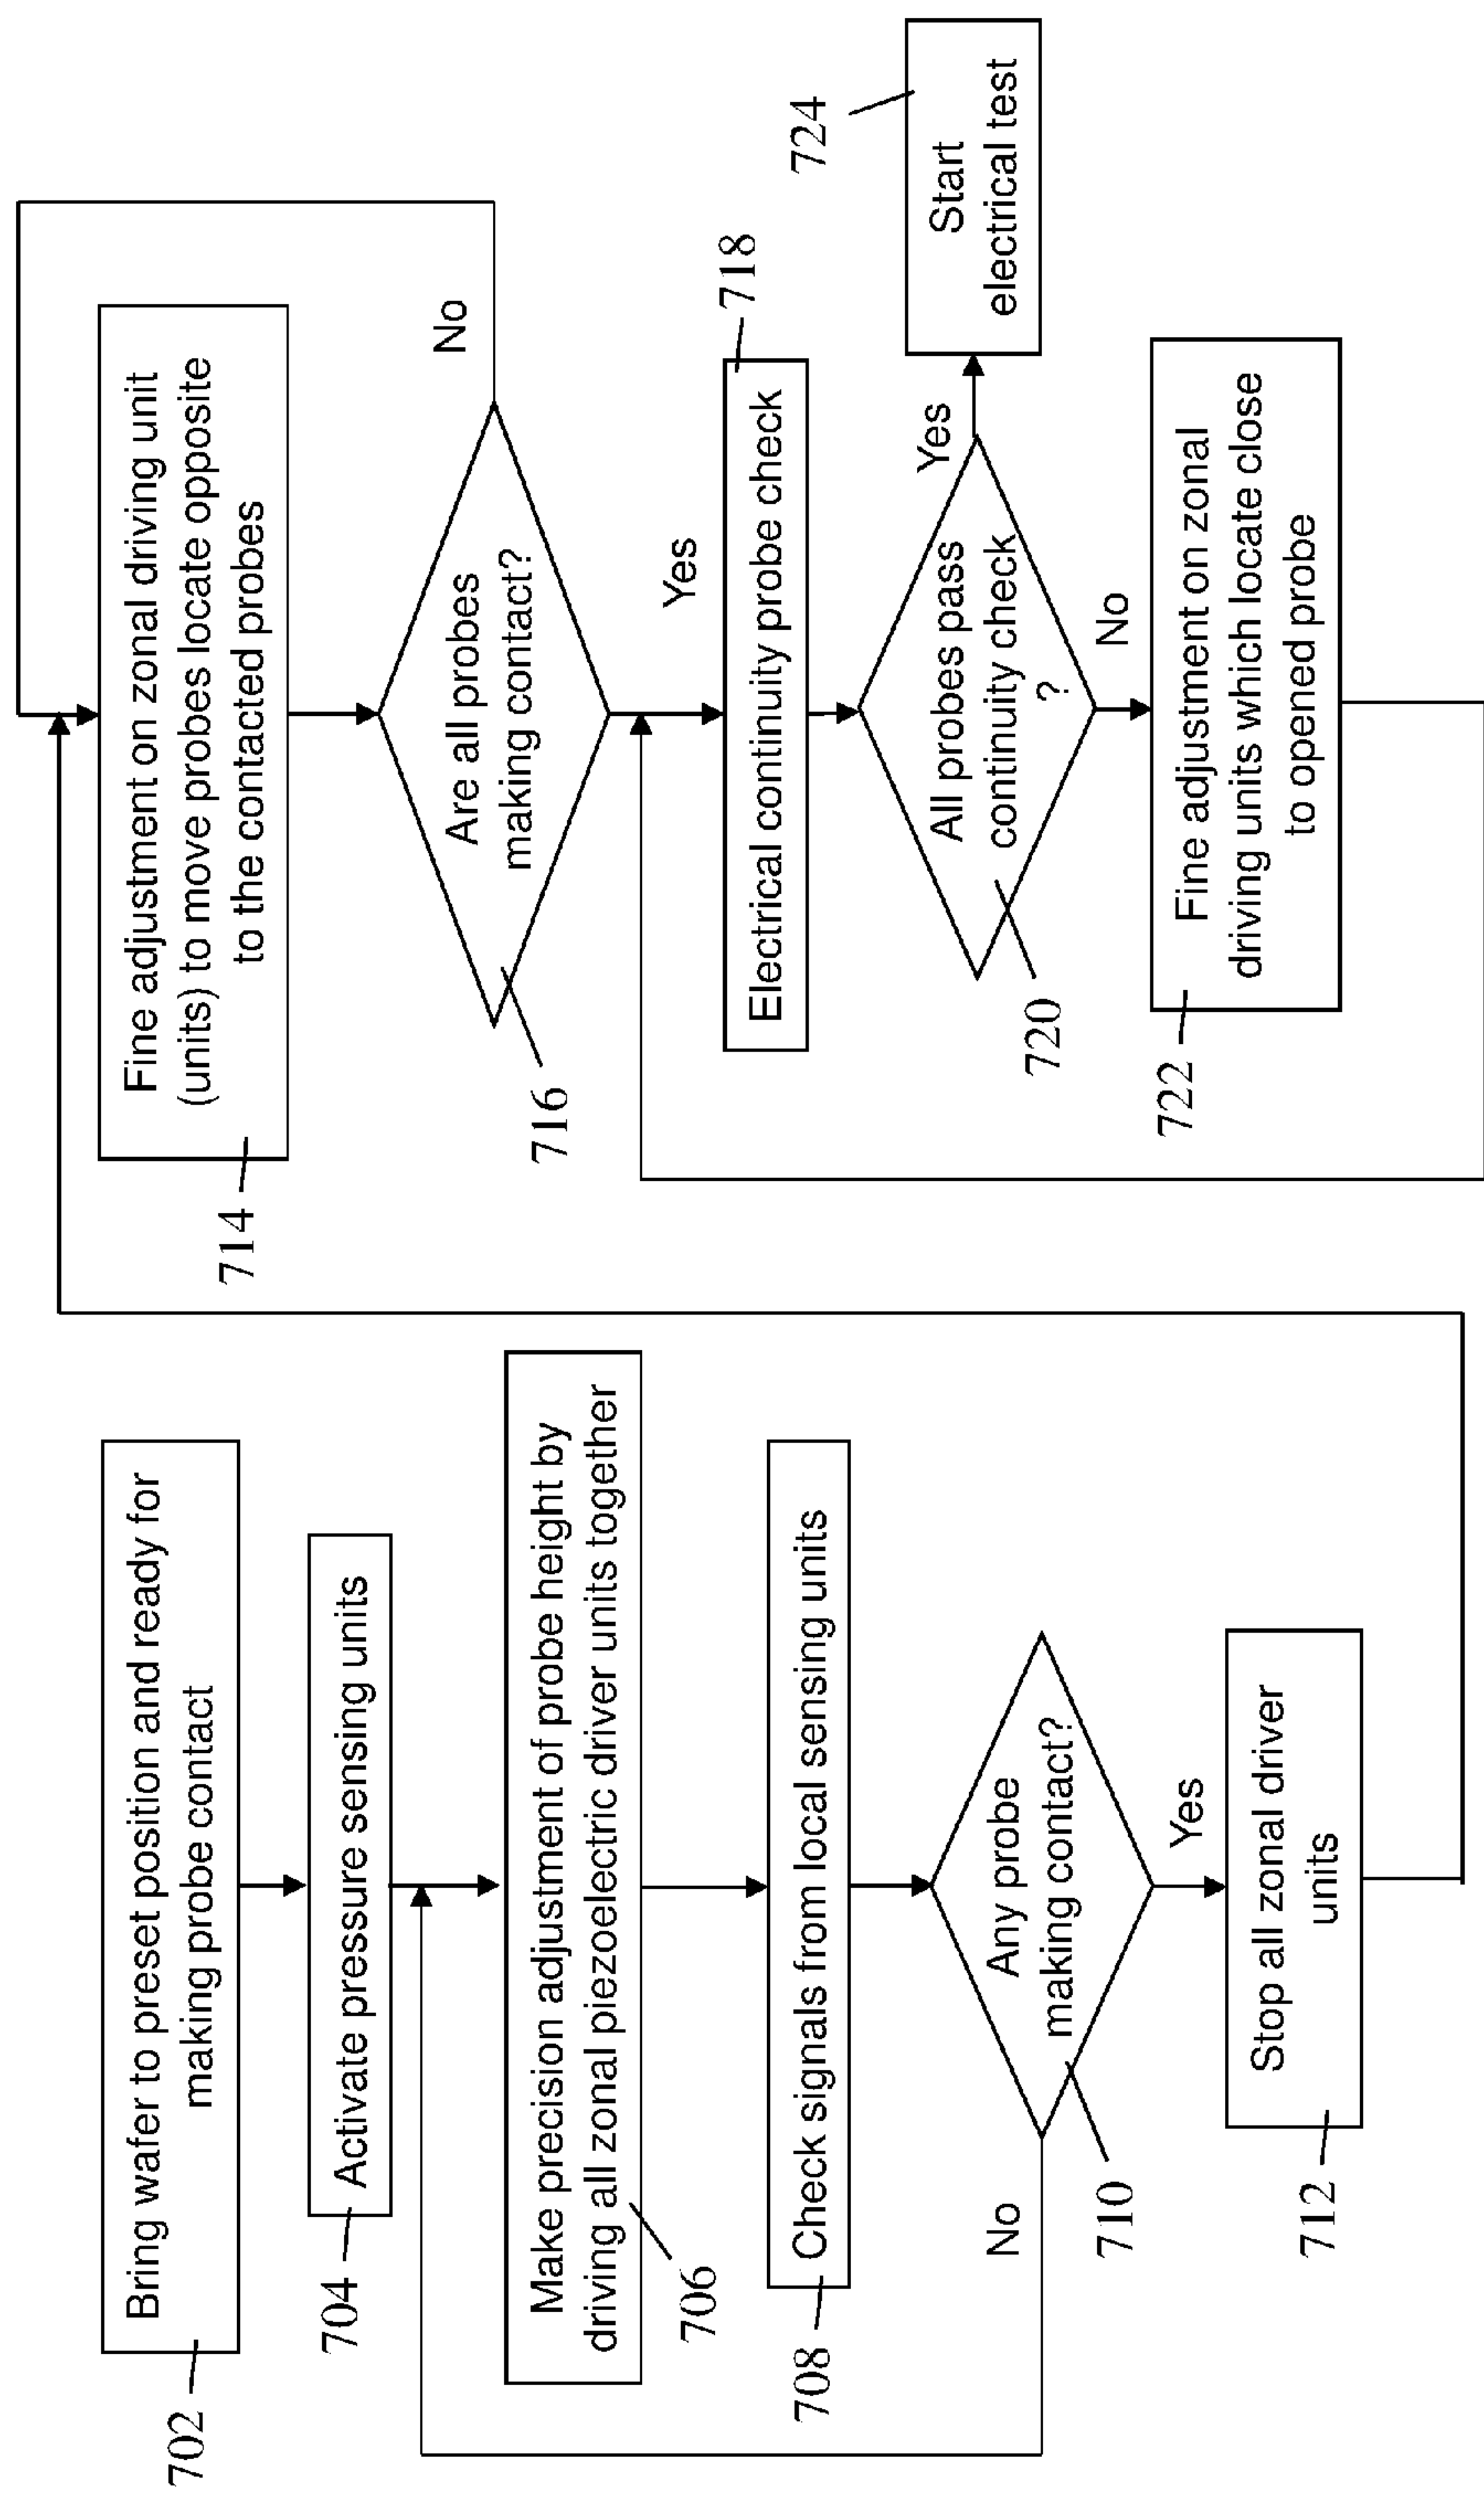 702
Bring wafer to preset position and ready for
making probe contact
704
Activate pressure sensing units
Make precision adjustment of probe height by
driving all zonal piezoelectric driver units together
706
708
Check signals from local sensing units
Any probe
making contact?
No
710
Yes
712
Stop all zonal driver
units
714
Fine adjustment on zonal driving unit
(units) to move probes locate opposite
to the contacted probes
Are all probes
making contact?
No
716
Yes
718
Electrical continuity probe check
All probes pass
continuity check
?
720
Yes
724
Start
electrical test
No
722
Fine adjustment on zonal
driving units which locate close
to opened probe